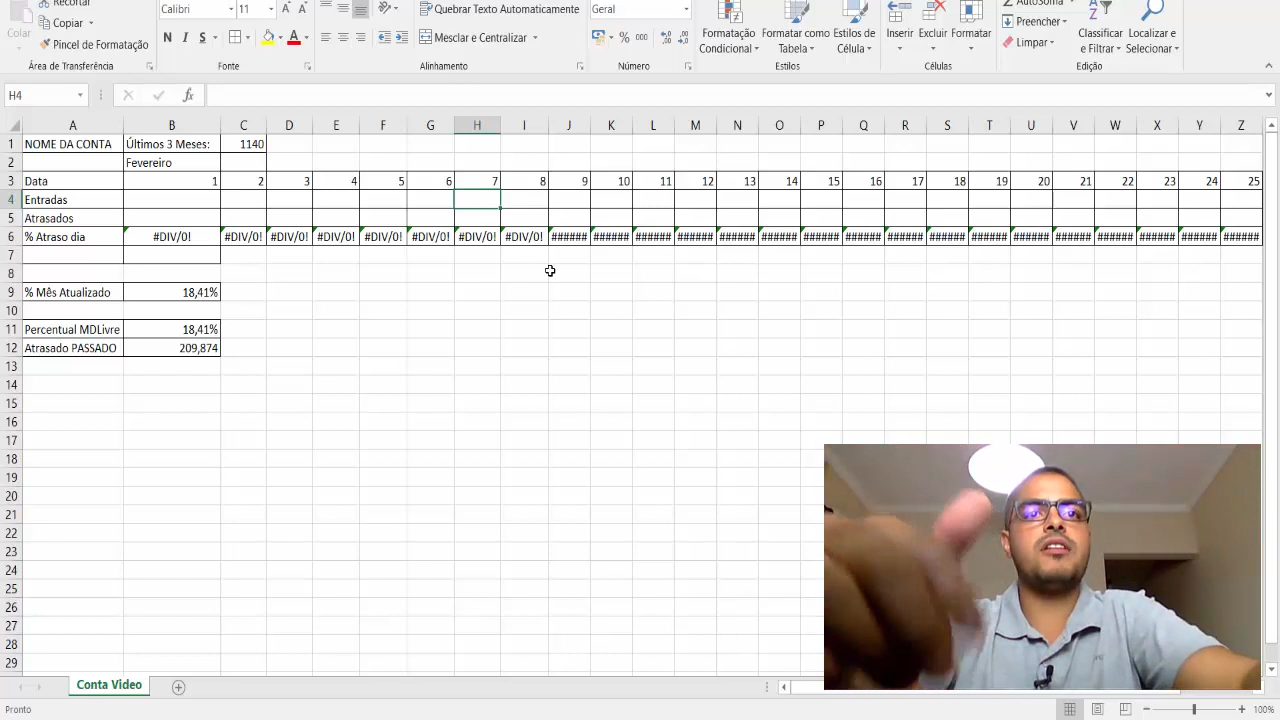 Recortar
Calibri 11 A A
Quebrar Texto Automaticamente
Geral
AutoSoma
Colar
Copiar
Pincel de Formatação
N I S
A
Mesclar e Centralizar
% 000
Formatação Condicional
Formatar como Tabela
Estilos de Célula
Inserir
Excluir
Formatar
Preencher
Limpar
Classificar e Filtrar
Localizar e Selecionar
Área de Transferência
Fonte
Alinhamento
Número
Estilos
Células
Edição
H4 fx
A B C D E F G H I J K L M N O P Q R S T U V W X Y Z
1 NOME DA CONTA Últimos 3 Meses: 1140
2 Fevereiro
3 Data 1 2 3 4 5 6 7 8 9 10 11 12 13 14 15 16 17 18 19 20 21 22 23 24 25
4 Entradas
5 Atrasados
6 % Atraso dia #DIV/0! #DIV/0! #DIV/0! #DIV/0! #DIV/0! #DIV/0! #DIV/0! #DIV/0! ###### ###### ###### ###### ###### ###### ###### ###### ###### ###### ###### ###### ###### ###### ###### ###### ######
7
8
9 % Mês Atualizado 18,41%
10
11 Percentual MDLivre 18,41%
12 Atrasado PASSADO 209,874
13
14
15
16
17
18
19
20
21
22
23
24
25
26
27
28
29
Conta Video
Pronto
100%